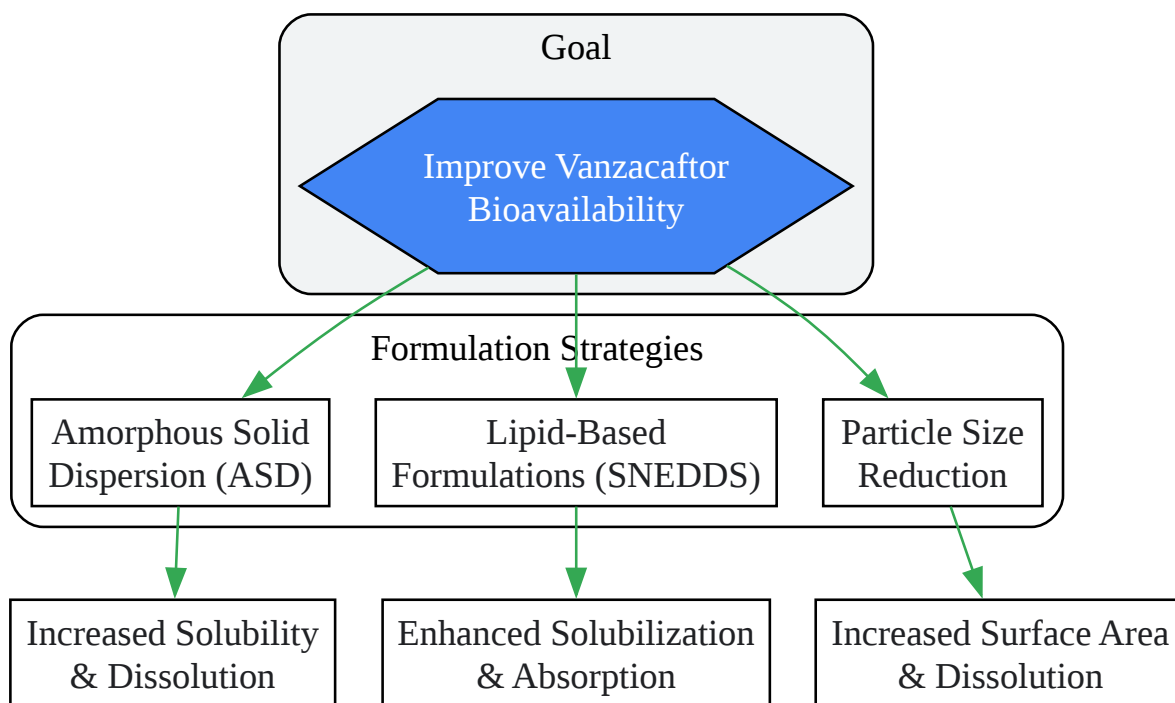 Goal
Improve Vanzacaftor
Bioavailability
Formulation Strategies
Amorphous Solid
Dispersion (ASD)
Lipid-Based
Formulations (SNEDDS)
Particle Size
Reduction
Increased Solubility
& Dissolution
Enhanced Solubilization
& Absorption
Increased Surface Area
& Dissolution